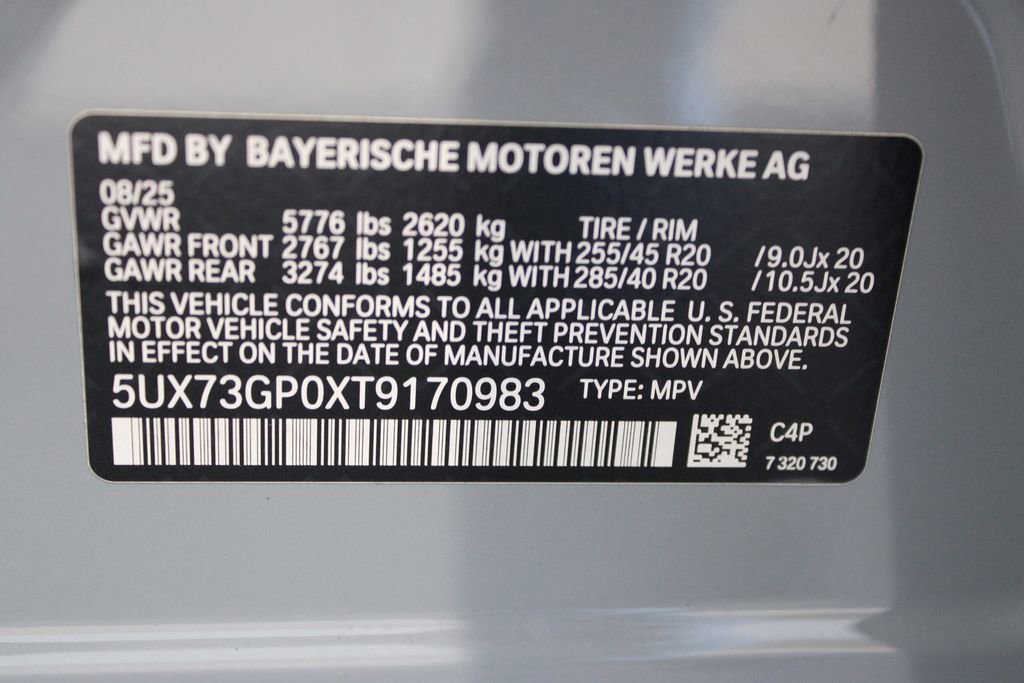 MFD BY BAYERISCHE MOTOREN WERKE AG
08/25
GVWR 5776 lbs 2620 kg TIRE / RIM
GAWR FRONT 2767 lbs 1255 kg WITH 255/45 R20 /9.0Jx 20
GAWR REAR 3274 lbs 1485 kg WITH 285/40 R20 /10.5Jx 20
THIS VEHICLE CONFORMS TO ALL APPLICABLE U. S. FEDERAL
MOTOR VEHICLE SAFETY AND THEFT PREVENTION STANDARDS
IN EFFECT ON THE DATE OF MANUFACTURE SHOWN ABOVE.
5UX73GP0XT9170983 TYPE: MPV
C4P
7 320 730